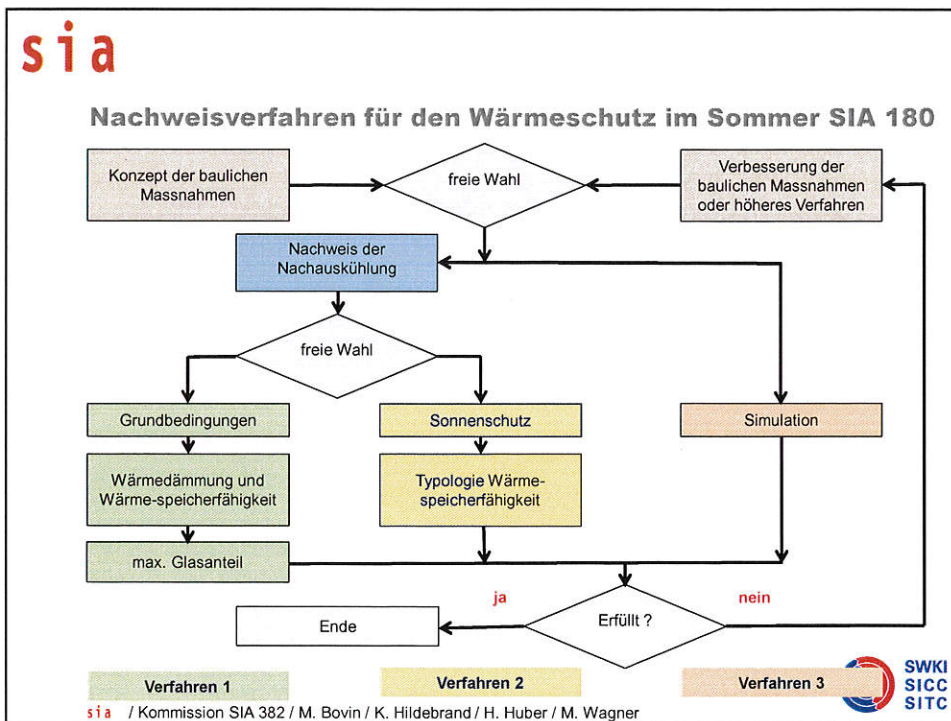 sia
Nachweisverfahren für den Wärmeschutz im Sommer SIA 180
Konzept der baulichen
Massnahmen
freie Wahl
Verbesserung der
baulichen Massnahmen
oder höheres Verfahren
Nachweis der
Nachauskühlung
freie Wahl
Grundbedingungen
Sonnenschutz
Simulation
Wärmedämmung und
Wärme-speicherfähigkeit
Typologie Wärme-
speicherfähigkeit
max. Glasanteil
ja
nein
Ende
Erfüllt ?
Verfahren 1
Verfahren 2
Verfahren 3
SWKI
SICC
SITC
sia / Kommission SIA 382 / M. Bovin / K. Hildebrand / H. Huber / M. Wagner